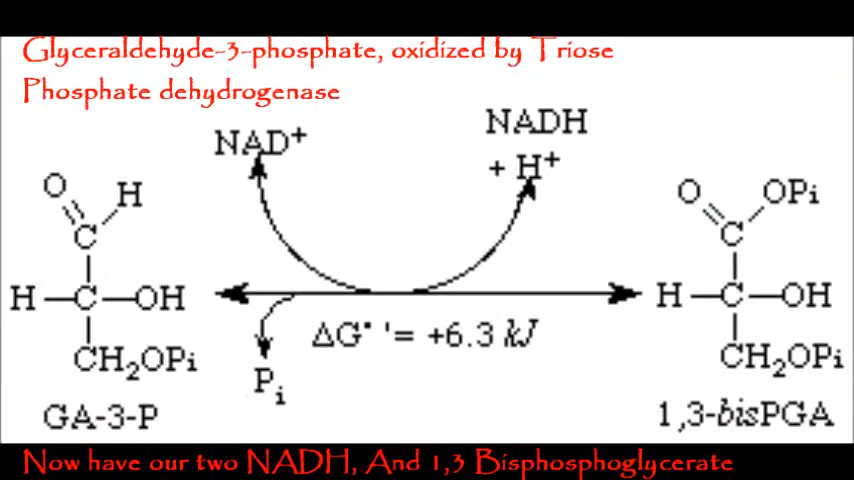 Glyceraldehyde-3-phosphate, oxidized by Triose
Phosphate dehydrogenase
NAD⁺
NADH
+ H⁺
O
H
C
H
C
OH
CH₂OPi
GA-3-P
Pᵢ
ΔG°'= +6.3 kJ
O
OPi
C
H
C
OH
CH₂OPi
1,3-bisPGA
Now have our two NADH, And 1,3 Bisphosphoglycerate